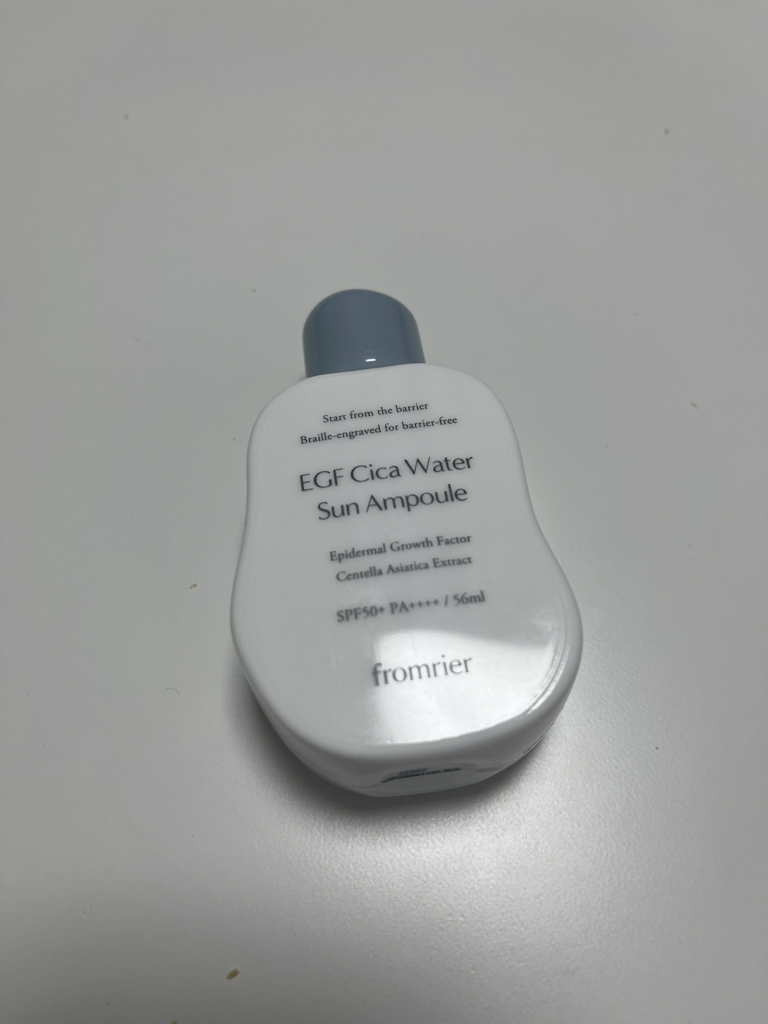 Start from the barrier
Braille-engraved for barrier-free
EGF Cica Water
Sun Ampoule
Epidermal Growth Factor
Centella Asiatica Extract
SPF50+ PA++++ / 56ml
fromrier